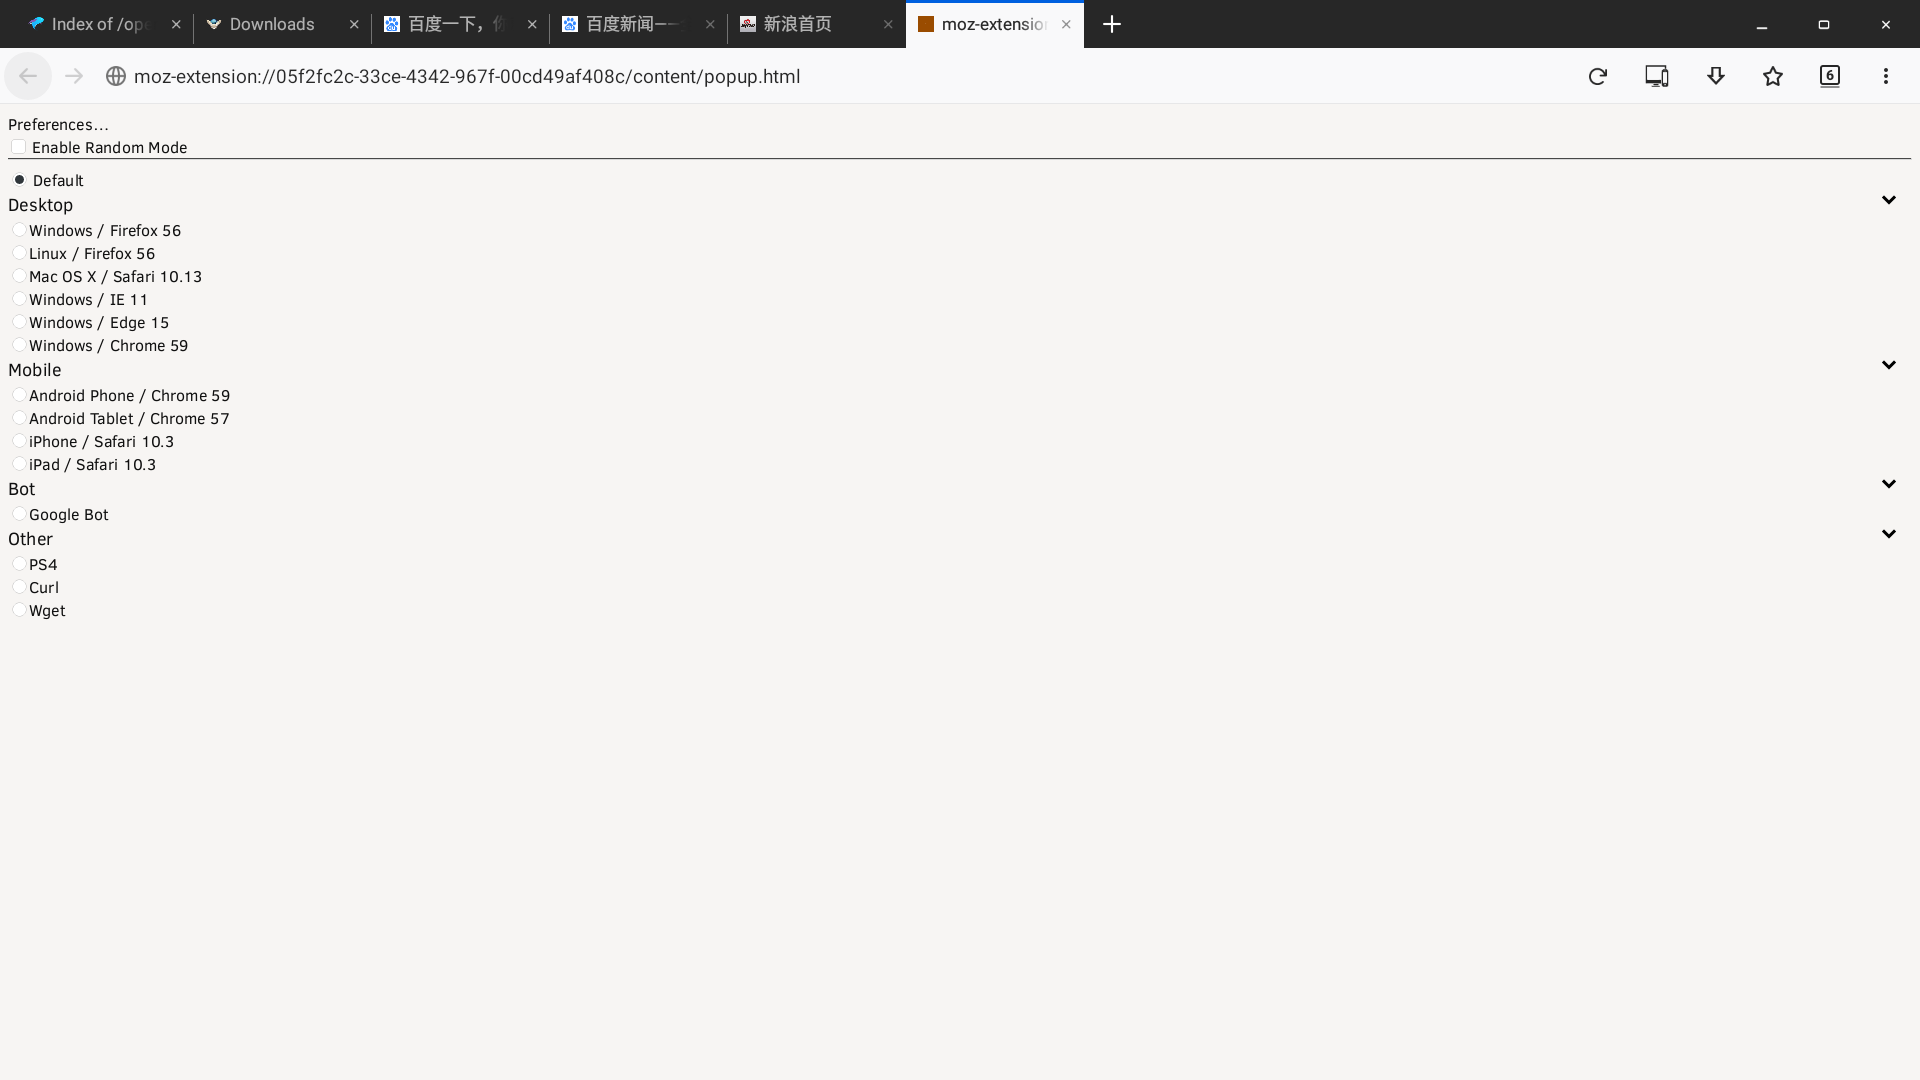 Index of /ope
Downloads
百度一下，
百度新闻——
新浪首页
moz-extensio
moz-extension://05f2fc2c-33ce-4342-967f-00cd49af408c/content/popup.html
6
Preferences...
Enable Random Mode
Default
Desktop
Windows / Firefox 56
Linux / Firefox 56
Mac OS X / Safari 10.13
Windows / IE 11
Windows / Edge 15
Windows / Chrome 59
Mobile
Android Phone / Chrome 59
Android Tablet / Chrome 57
iPhone / Safari 10.3
iPad / Safari 10.3
Bot
Google Bot
Other
PS4
Curl
Wget